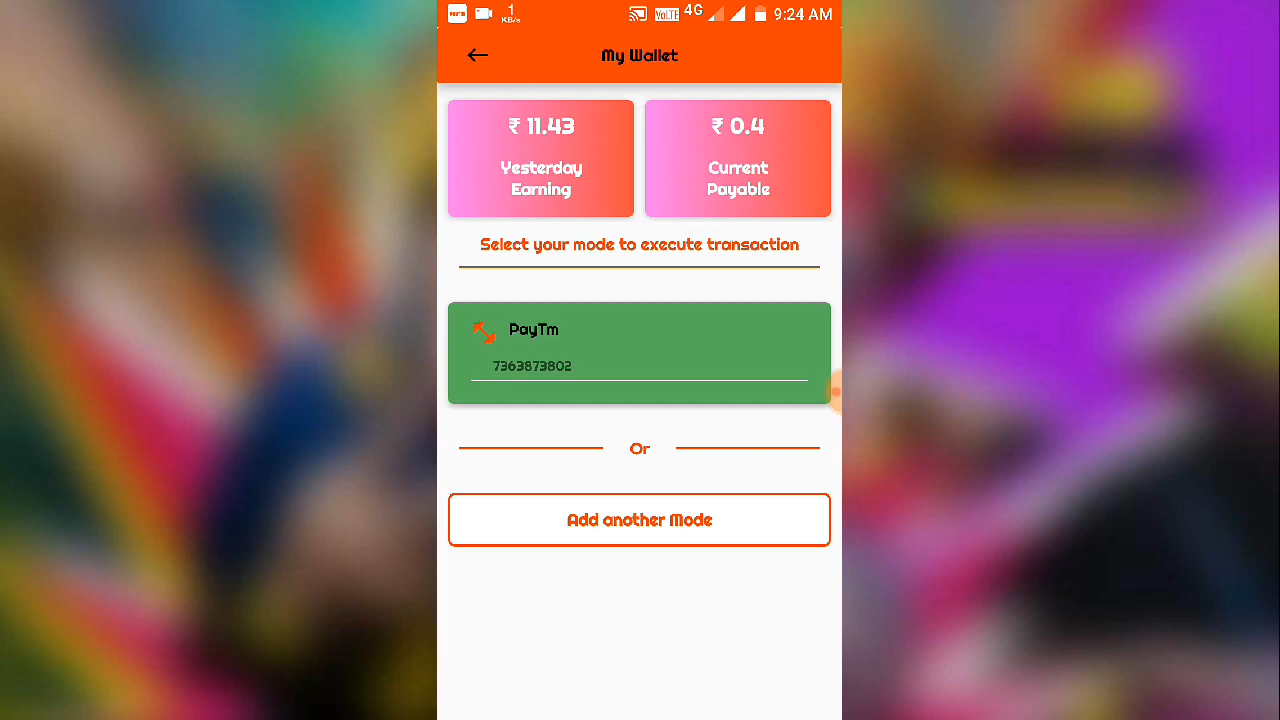 PAYTM
1
KB/s
VoLTE
4G
9:24 AM
My Wallet
₹ 11.43
Yesterday
Earning
₹ 0.4
Current
Payable
Select your mode to execute transaction
PayTm
7363873802
Or
Add another Mode